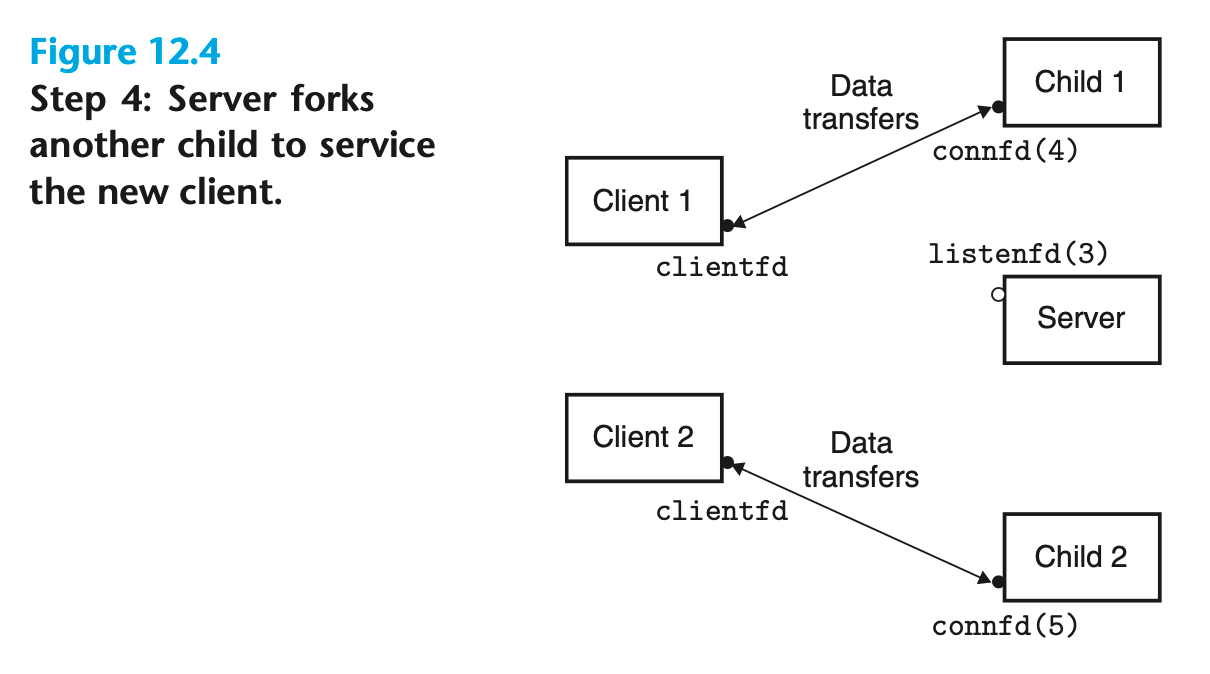 Figure 12.4
Step 4: Server forks
another child to service
the new client.
Data
transfers
Child 1
connfd(4)
Client 1
clientfd
listenfd(3)
Server
Client 2
clientfd
Data
transfers
Child 2
connfd(5)